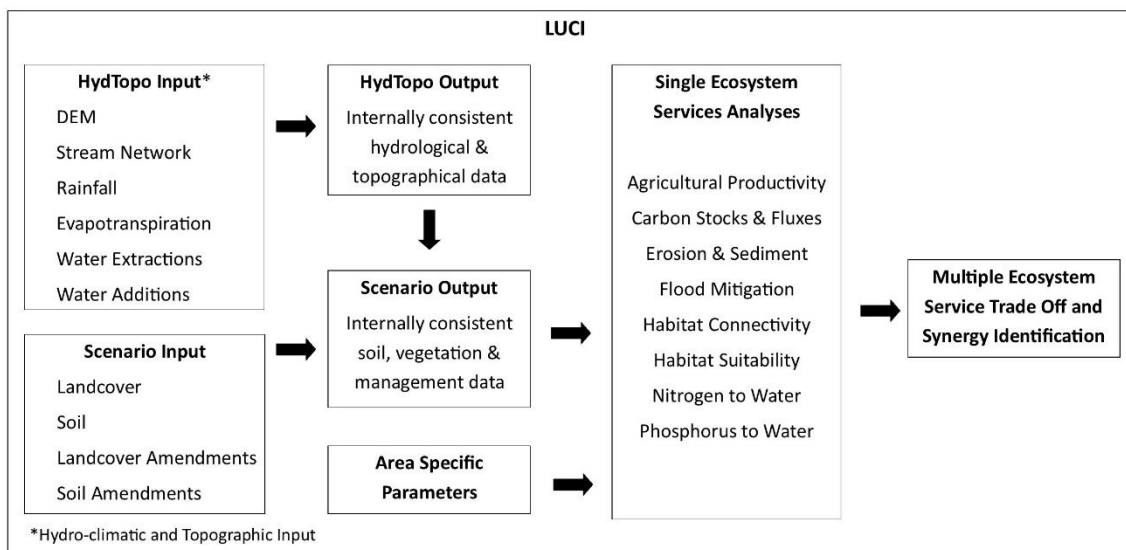 LUCI
HydTopo Input*
DEM
Stream Network
Rainfall
Evapotranspiration
Water Extractions
Water Additions
Scenario Input
Landcover
Soil
Landcover Amendments
Soil Amendments
*Hydro-climatic and Topographic Input
HydTopo Output
Internally consistent
hydrological &
topographical data
Scenario Output
Internally consistent
soil, vegetation &
management data
Area Specific
Parameters
Single Ecosystem
Services Analyses
Agricultural Productivity
Carbon Stocks & Fluxes
Erosion & Sediment
Flood Mitigation
Habitat Connectivity
Habitat Suitability
Nitrogen to Water
Phosphorus to Water
Multiple Ecosystem
Service Trade Off and
Synergy Identification